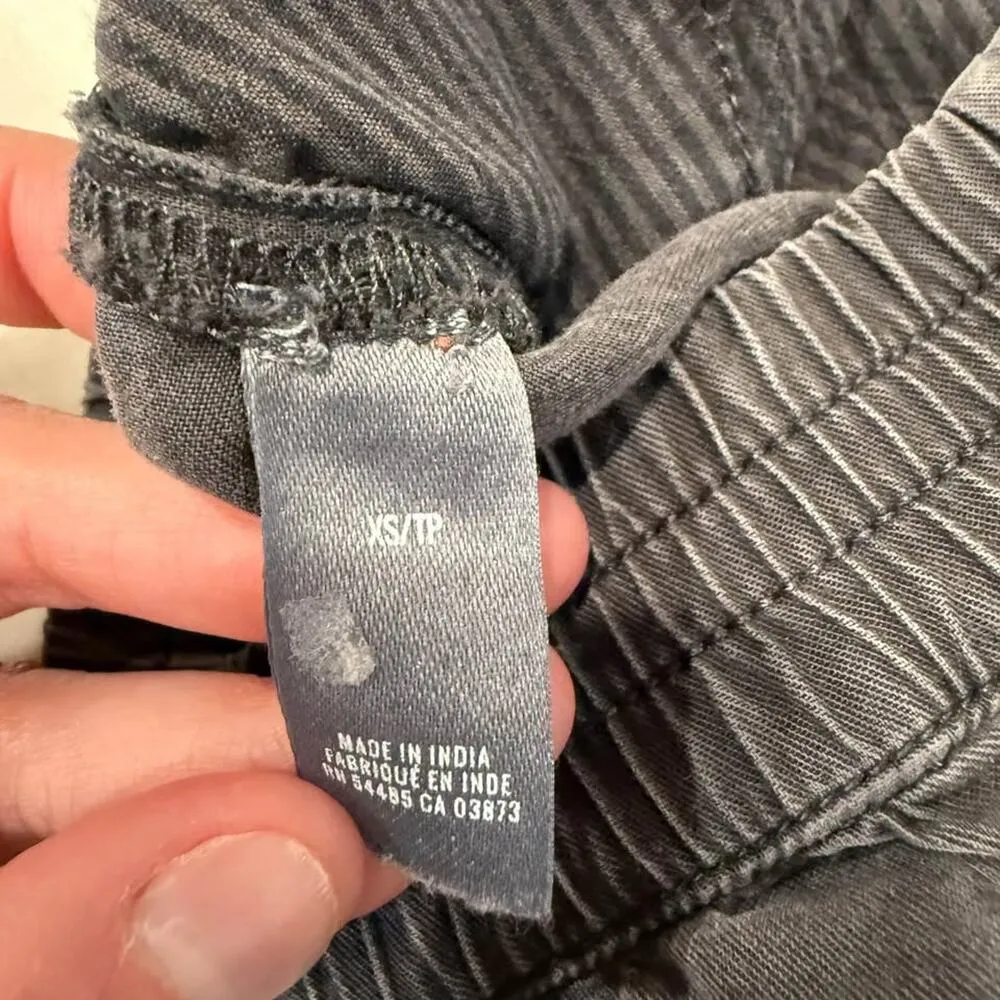 XS/TP
MADE IN INDIA
FABRIQUÉ EN INDE
RN 54485 CA 03873